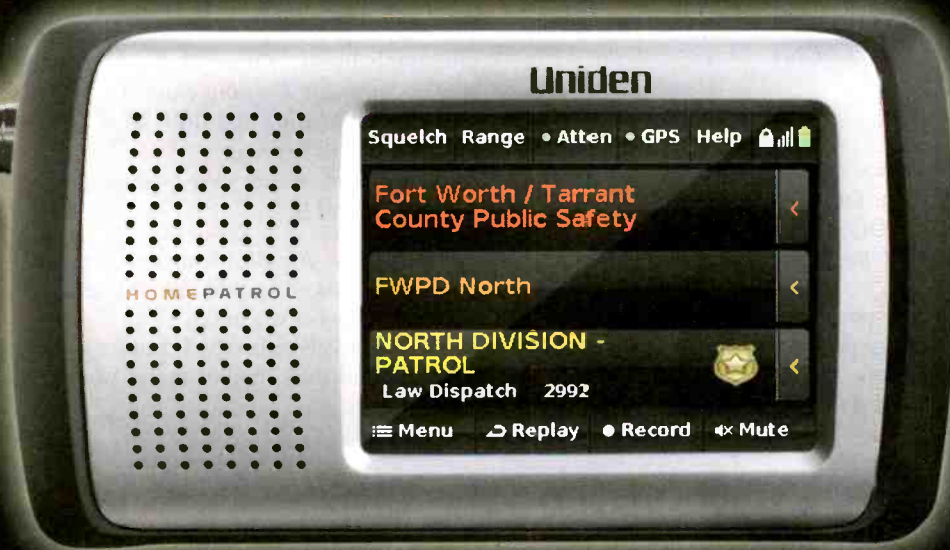 Uniden
Squelch Range • Atten • GPS Help
Fort Worth / Tarrant
County Public Safety
HOMEPATROL
FWPD North
NORTH DIVISION -
PATROL
Law Dispatch 2992
Menu Replay Record Mute